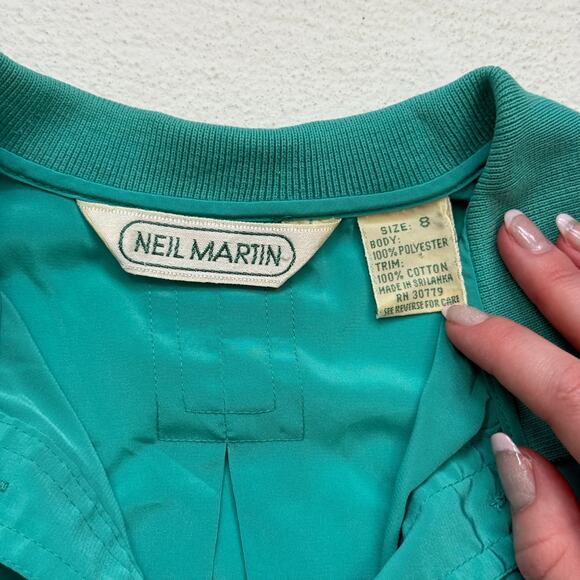 NEIL MARTIN
SIZE: 8
BODY:
100% POLYESTER
TRIM:
100% COTTON
MADE IN SRI LANKA
RN 30779
SEE REVERSE FOR CARE